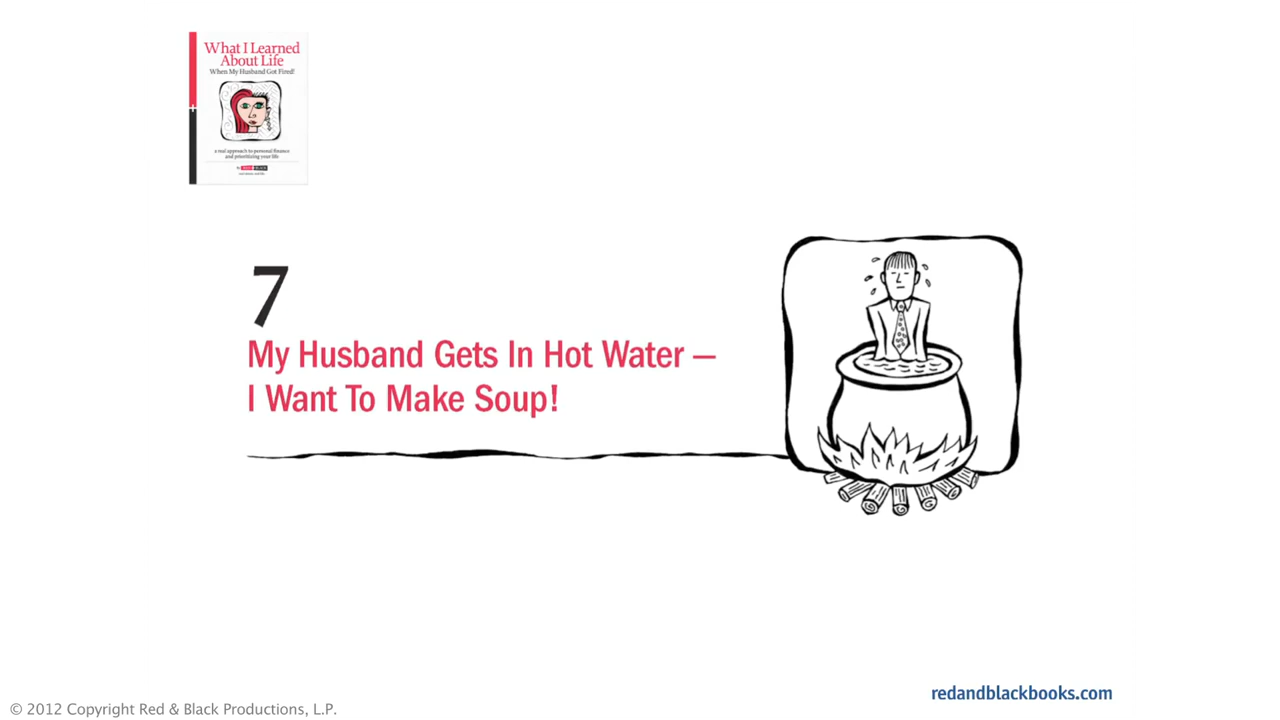 What I Learned
About Life
When My Husband Got Fired!
a real approach to personal finance
and prioritizing your life
7
My Husband Gets In Hot Water –
I Want To Make Soup!
redandblackbooks.com
© 2012 Copyright Red & Black Productions, L.P.